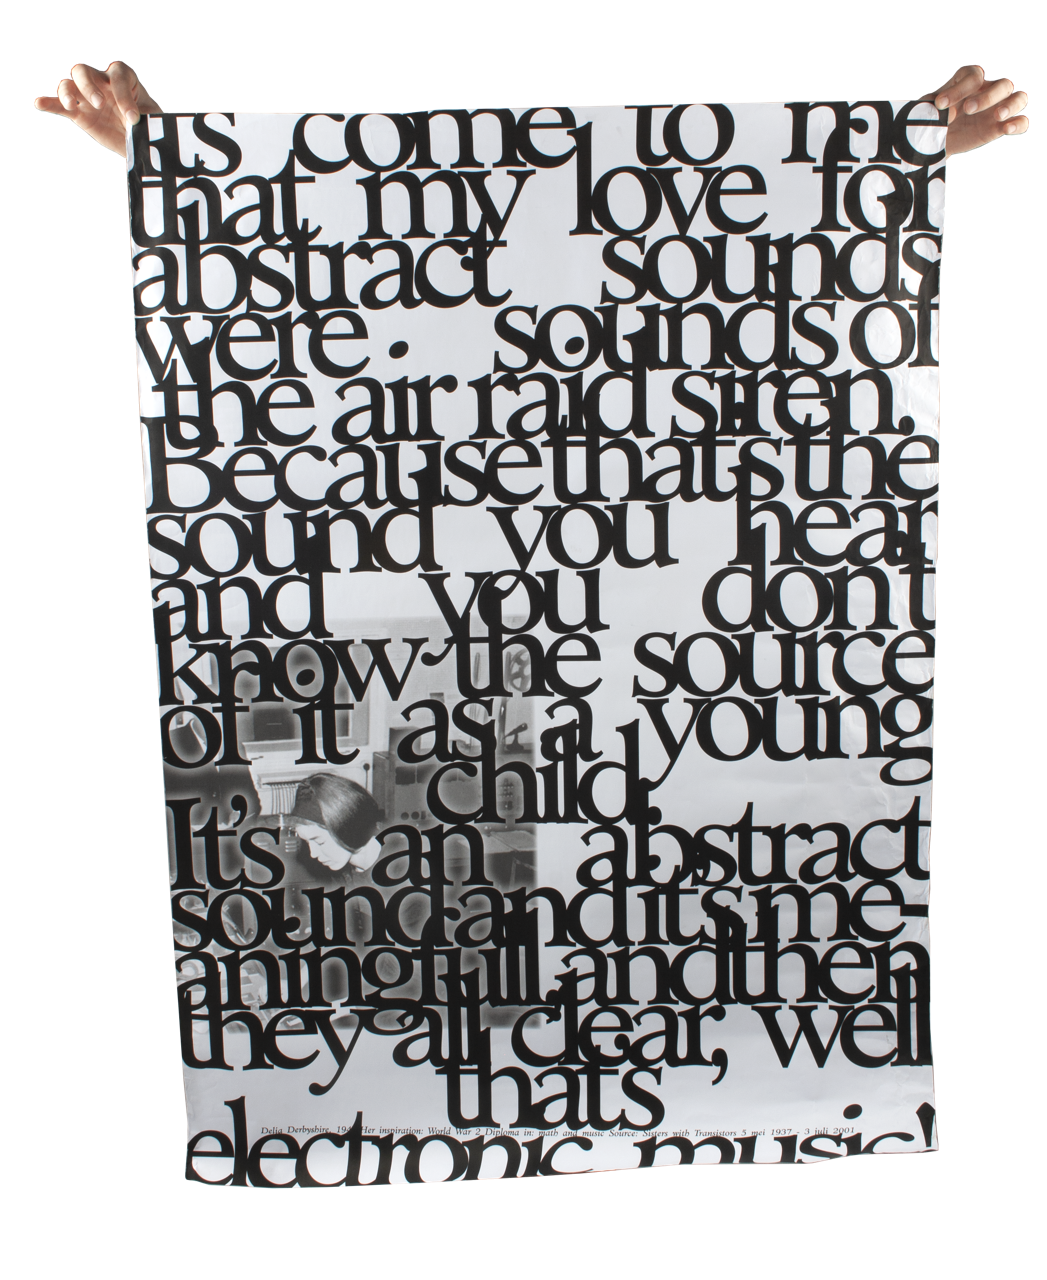 Its come to me
that my love for
abstract sounds
were sounds of
the air raid siren.
Because thats the
sound you hear
and you dont
know the source
of it as a young
child.
It's an abstract
sound and its me-
aningfull and then
they all clear, well
thats
Delia Derbyshire, Her inspiration: World War 2 Diploma in: math and music Source: Sisters with Transistors 5 mei 1937 - 3 juli 2001
electronic music!